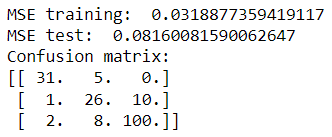 MSE training:  0.0318877359419117
MSE test:  0.08160081590062647
Confusion matrix:
[[ 31.   5.   0.]
 [  1.  26.  10.]
 [  2.   8. 100.]]